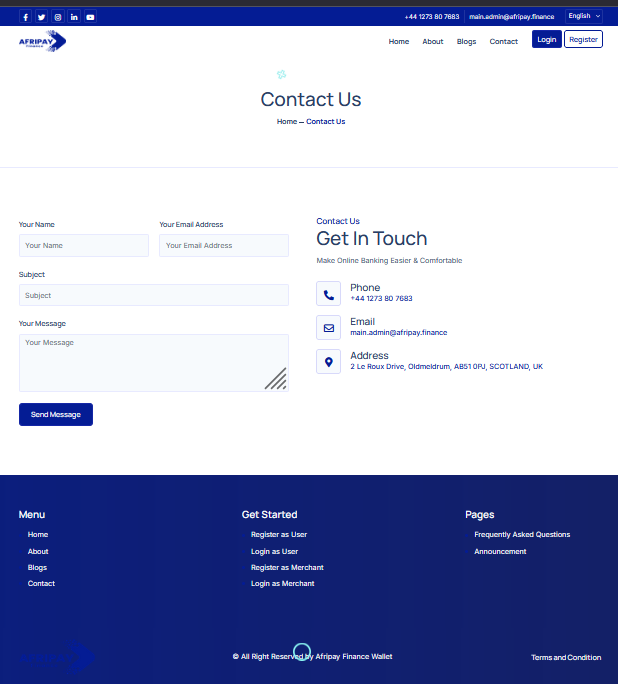 +44 1273 80 7683
main.admin@afripay.finance
English
AFRIPAY
FINANCE
Home
About
Blogs
Contact
Login
Register
Contact Us
Home – Contact Us
Your Name
Your Email Address
Your Name
Your Email Address
Subject
Subject
Your Message
Your Message
Send Message
Contact Us
Get In Touch
Make Online Banking Easier & Comfortable
Phone
+44 1273 80 7683
Email
main.admin@afripay.finance
Address
2 Le Roux Drive, Oldmeldrum, AB51 0PJ, SCOTLAND, UK
Menu
Home
About
Blogs
Contact
Get Started
Register as User
Login as User
Register as Merchant
Login as Merchant
Pages
Frequently Asked Questions
Announcement
© All Right Reserved by Afripay Finance Wallet
Terms and Condition